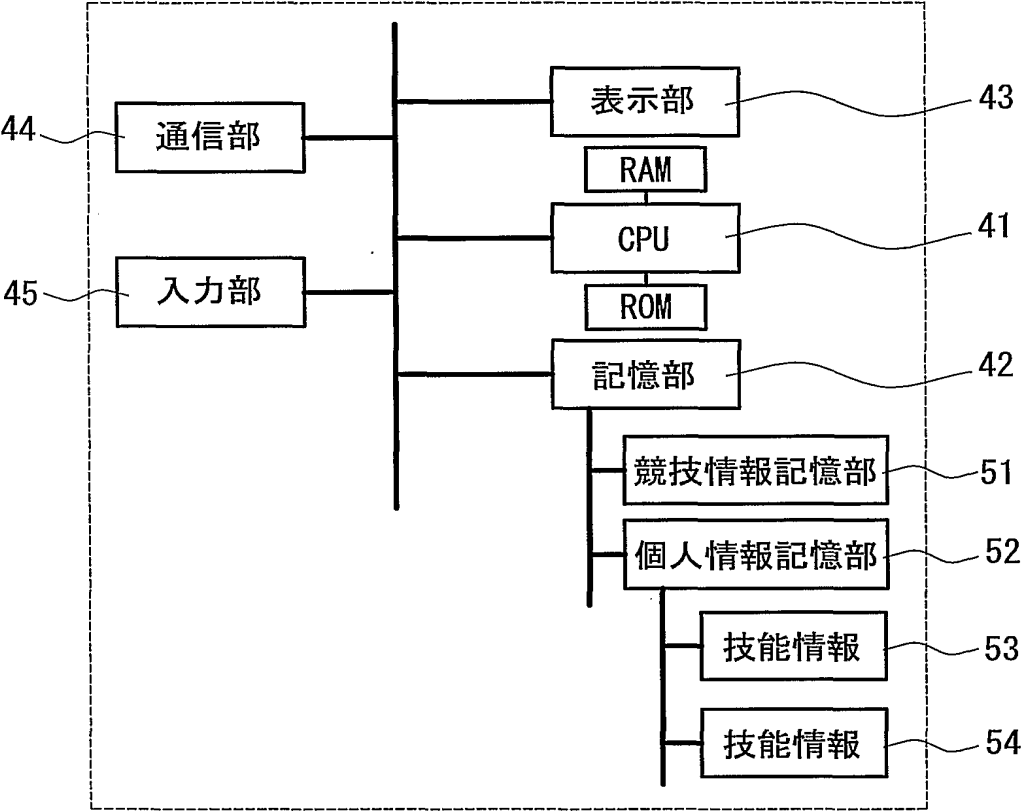 表示部
43
44
通信部
RAM
CPU
41
45
入力部
ROM
記憶部
42
競技情報記憶部
51
個人情報記憶部
52
技能情報
53
技能情報
54